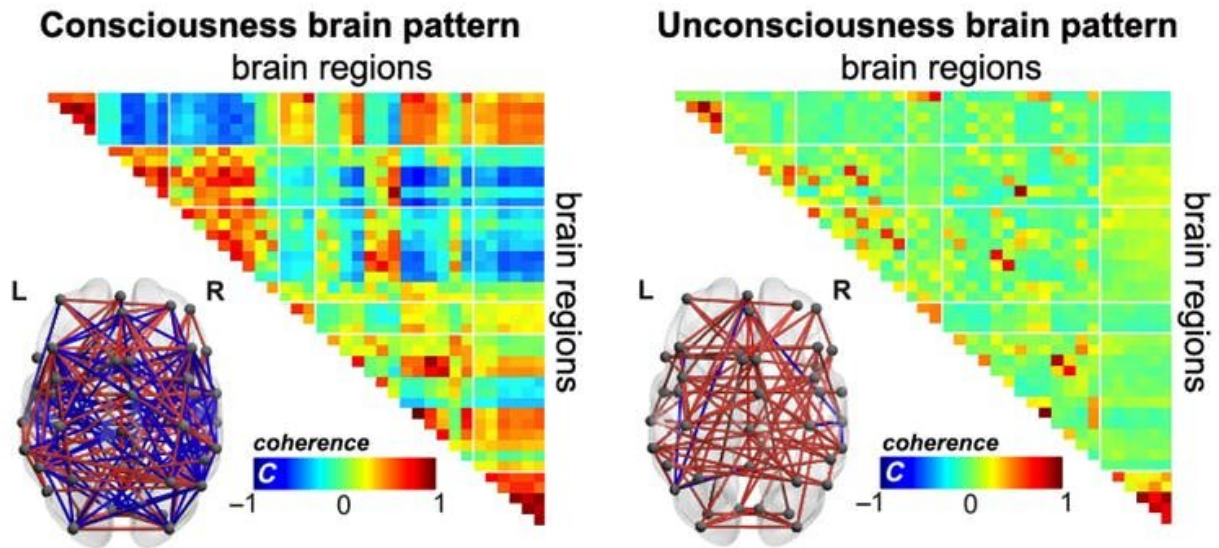 Consciousness brain pattern
brain regions
brain regions
L
R
coherence
C
−1
0
1
Unconsciousness brain pattern
brain regions
brain regions
L
R
coherence
C
−1
0
1